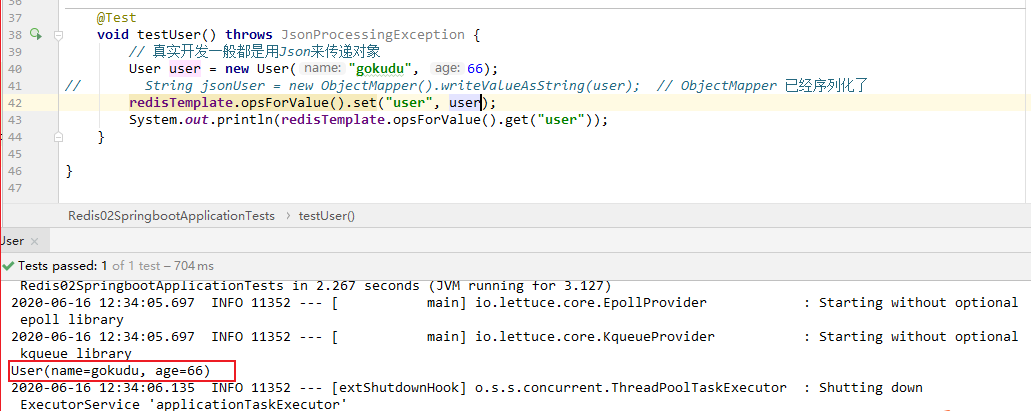 36
37 @Test
38 void testUser() throws JsonProcessingException {
39 // 真实开发一般都是用Json来传递对象
40 User user = new User( name: "gokudu", age: 66);
41 // String jsonUser = new ObjectMapper().writeValueAsString(user); // ObjectMapper 已经序列化了
42 redisTemplate.opsForValue().set("user", user);
43 System.out.println(redisTemplate.opsForValue().get("user"));
44 }
45
46 }
47
Redis02SpringbootApplicationTests › testUser()
User ×
Tests passed: 1 of 1 test – 704 ms
Redis02SpringbootApplicationTests in 2.267 seconds (JVM running for 3.127)
2020-06-16 12:34:05.697 INFO 11352 --- [ main] io.lettuce.core.EpollProvider : Starting without optional
epoll library
2020-06-16 12:34:05.697 INFO 11352 --- [ main] io.lettuce.core.KqueueProvider : Starting without optional
kqueue library
User(name=gokudu, age=66)
2020-06-16 12:34:06.135 INFO 11352 --- [extShutdownHook] o.s.s.concurrent.ThreadPoolTaskExecutor : Shutting down
ExecutorService 'applicationTaskExecutor'